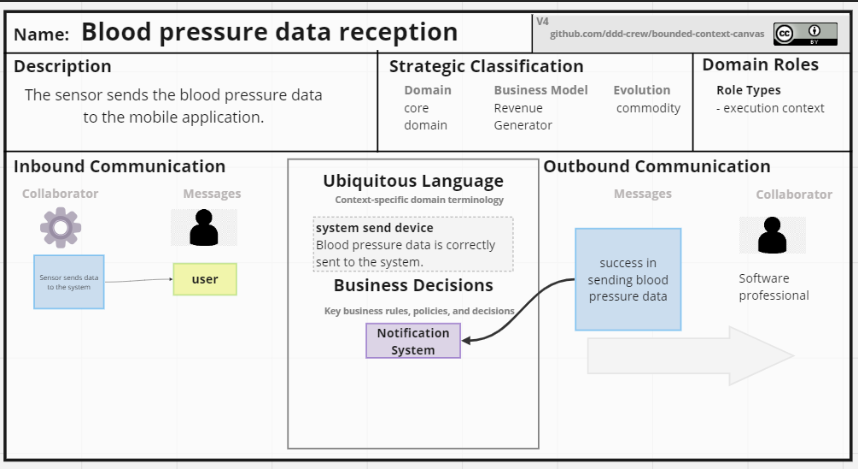 Name: Blood pressure data reception
V4
github.com/ddd-crew/bounded-context-canvas
cc
BY
Description
The sensor sends the blood pressure data
to the mobile application.
Strategic Classification
Domain
core
domain
Business Model
Revenue
Generator
Evolution
commodity
Domain Roles
Role Types
- execution context
Inbound Communication
Collaborator
Messages
Sensor sends data
to the system
user
Ubiquitous Language
Context-specific domain terminology
system send device
Blood pressure data is correctly
sent to the system.
Business Decisions
Key business rules, policies, and decisions
Notification
System
Outbound Communication
Messages
Collaborator
success in
sending blood
pressure data
Software
professional